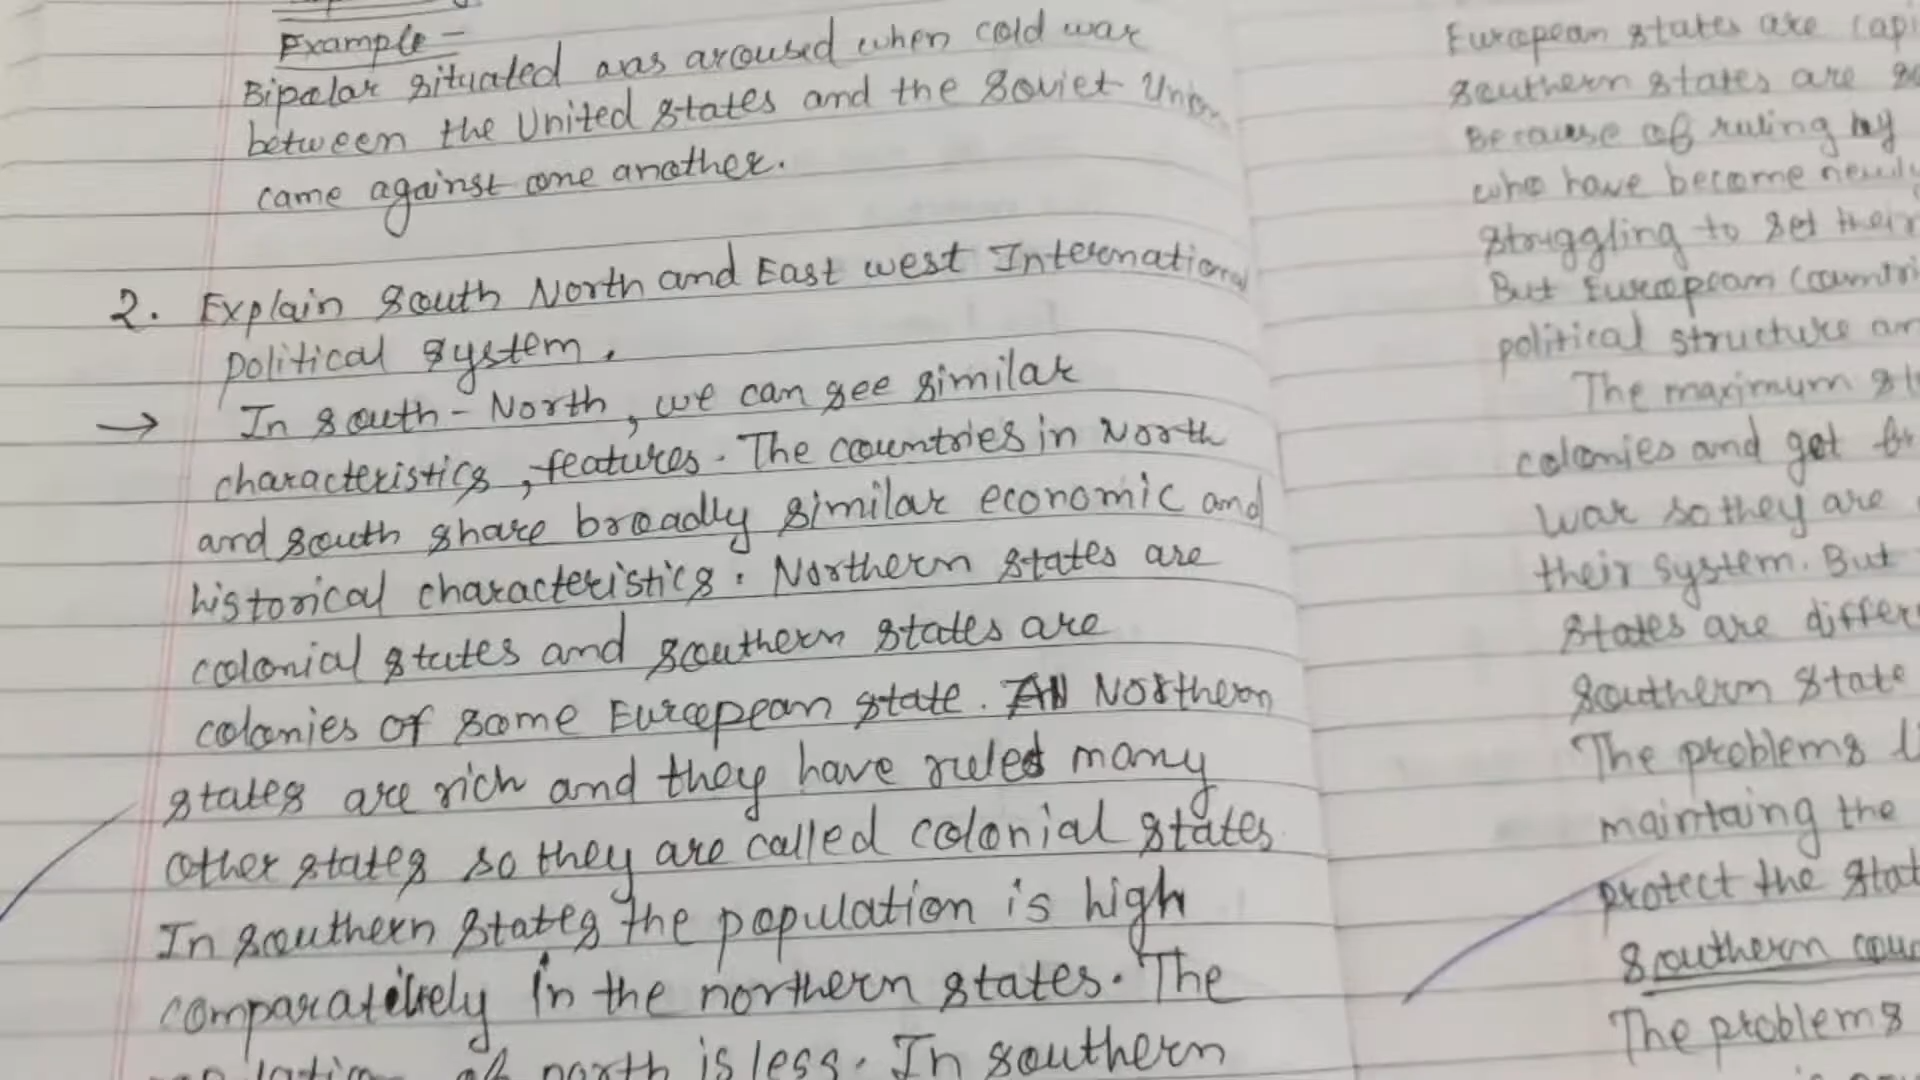 Example -
Bipolar situated was aroused when cold war
between the United States and the Soviet Union
came against one another.
2. Explain South North and East west International
political system.
→ In south - North, we can see similar
characteristics, features. The countries in North
and south share broadly similar economic and
historical characteristics. Northern states are
colonial states and southern states are
colonies of some European state. All Northern
states are rich and they have ruled many
other states so they are called colonial states
In southern states the population is high
comparatively in the northern states. The
of north is less. In southern
European states are
southern states are
Because of ruling by
who have become newly
struggling to set their
But European
political structure
The maximum
colonies and get
war so they are
their system. But
states are
southern state
The problems
maintaing the
protect the
southern
The problems